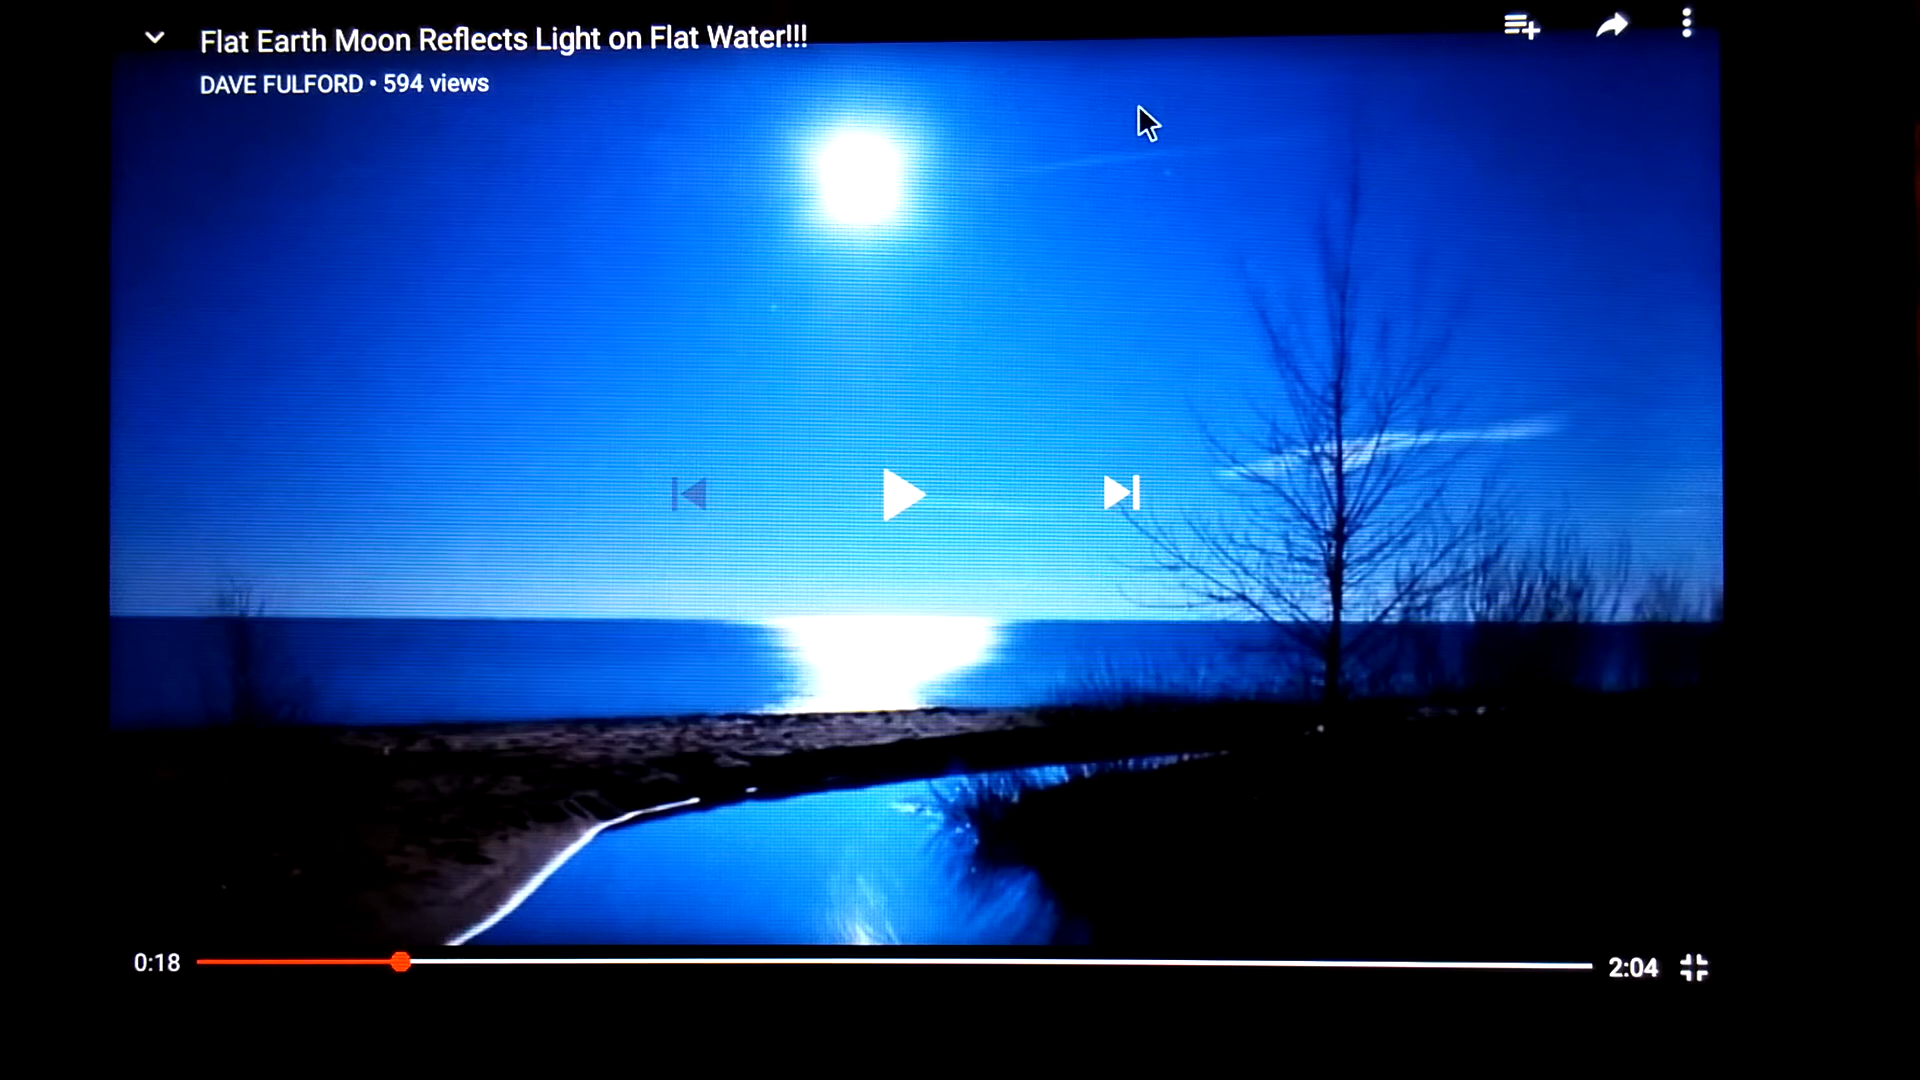 Flat Earth Moon Reflects Light on Flat Water!!!
DAVE FULFORD • 594 views
0:18
2:04